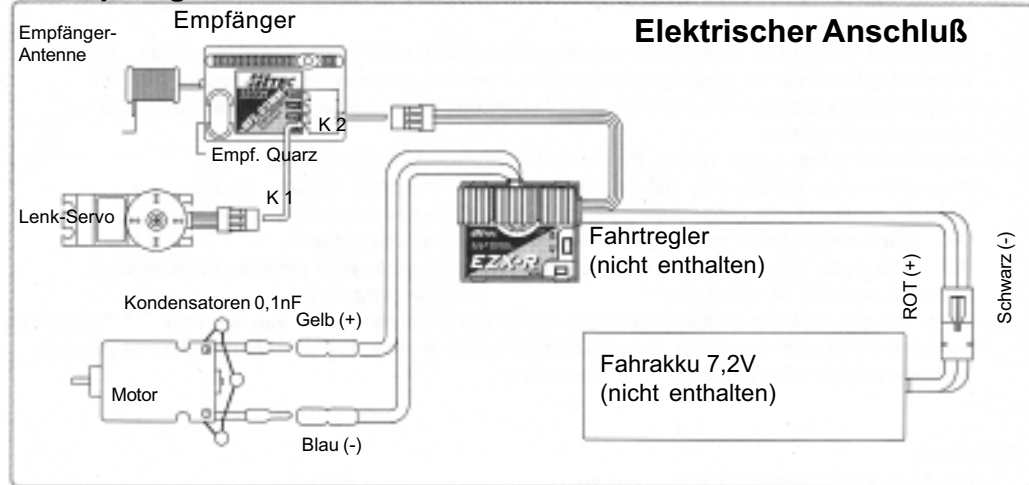 Elektrischer Anschluß
Empfänger
Empfänger-
Antenne
K 2
Empf. Quarz
K 1
Lenk-Servo
EZX-R
Fahrtregler
(nicht enthalten)
ROT (+)
Schwarz (-)
Kondensatoren 0,1nF
Gelb (+)
Motor
Blau (-)
Fahrakku 7,2V
(nicht enthalten)